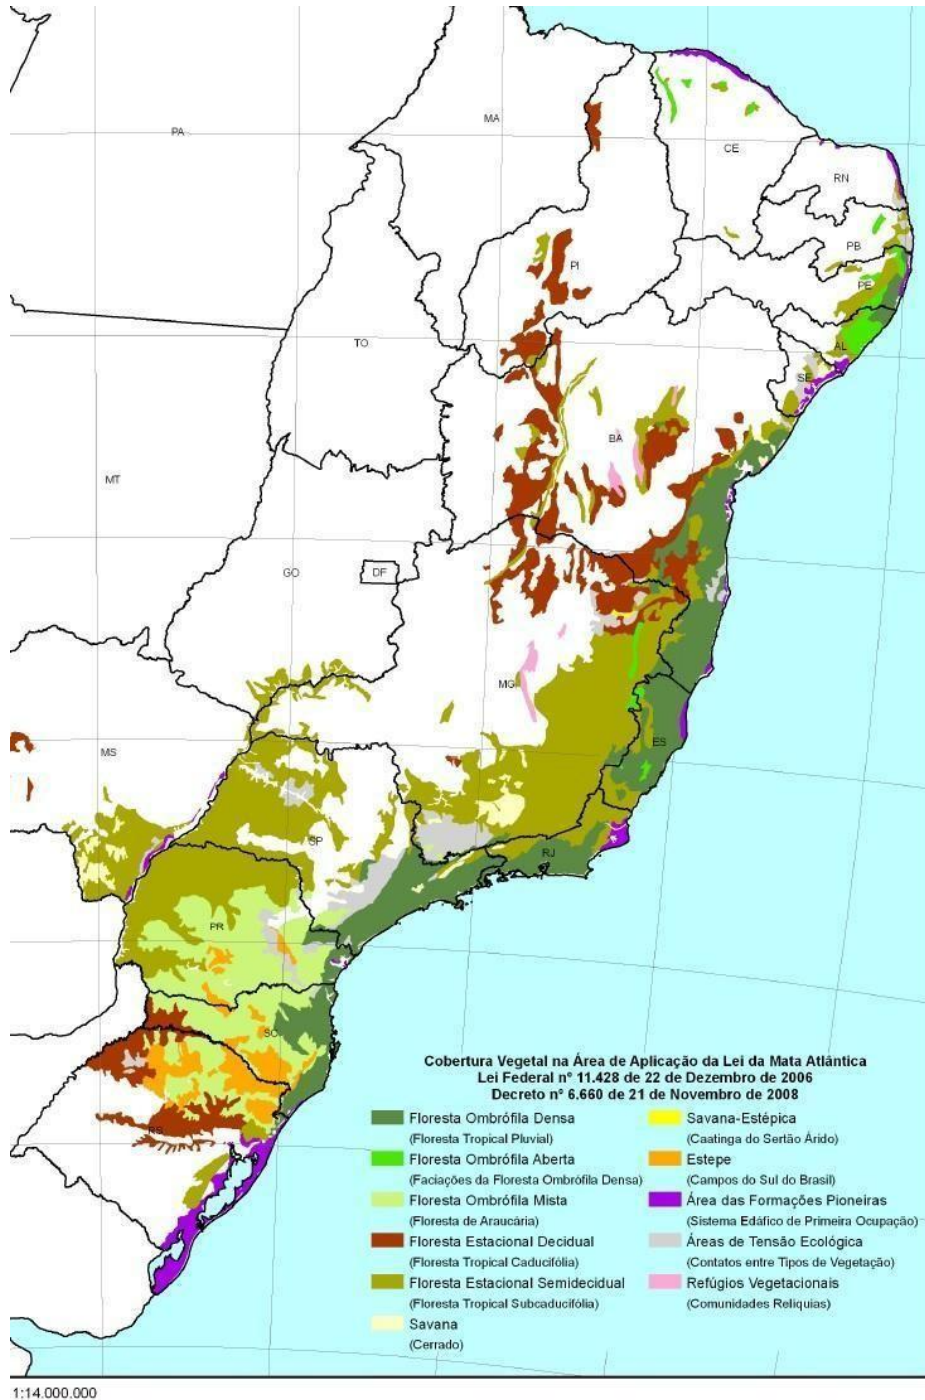 MA
PA
CE
RN
PB
PI
PE
TO
AL
SE
BA
MT
GO
DF
MG
MS
ES
SP
RJ
PR
SC
RS
Cobertura Vegetal na Área de Aplicação da Lei da Mata Atlântica
Lei Federal nº 11.428 de 22 de Dezembro de 2006
Decreto nº 6.660 de 21 de Novembro de 2008
Floresta Ombrófila Densa
(Floresta Tropical Pluvial)
Floresta Ombrófila Aberta
(Faciações da Floresta Ombrófila Densa)
Floresta Ombrófila Mista
(Floresta de Araucária)
Floresta Estacional Decidual
(Floresta Tropical Caducifólia)
Floresta Estacional Semidecidual
(Floresta Tropical Subcaducifólia)
Savana
(Cerrado)
Savana-Estépica
(Caatinga do Sertão Árido)
Estepe
(Campos do Sul do Brasil)
Área das Formações Pioneiras
(Sistema Edáfico de Primeira Ocupação)
Áreas de Tensão Ecológica
(Contatos entre Tipos de Vegetação)
Refúgios Vegetacionais
(Comunidades Relíquias)
1:14.000.000